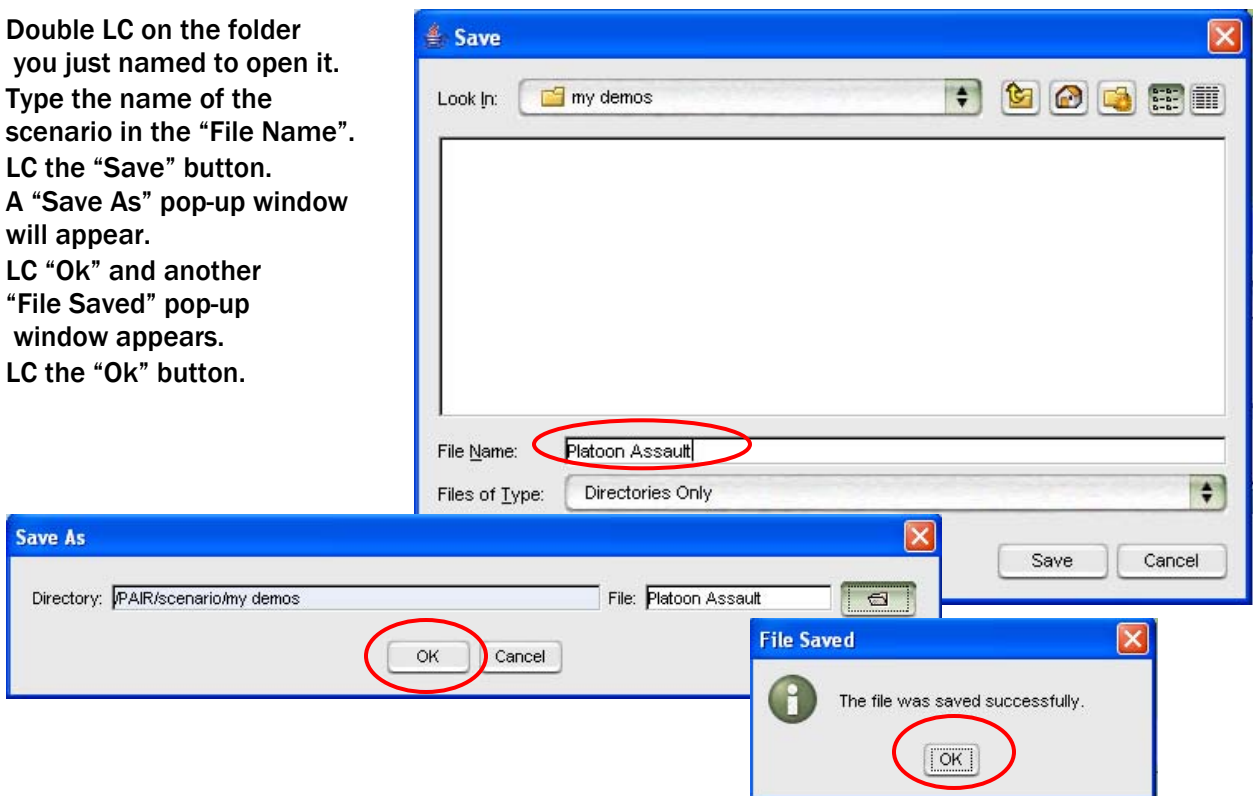 Double LC on the folder
you just named to open it.
Type the name of the
scenario in the “File Name”.
LC the “Save” button.
A “Save As” pop-up window
will appear.
LC “Ok” and another
“File Saved” pop-up
window appears.
LC the “Ok” button.
Save
Look In: my demos
File Name: Platoon Assault
Files of Type: Directories Only
Save Cancel
Save As
Directory: /PAIR/scenario/my demos File: Platoon Assault
OK Cancel
File Saved
The file was saved successfully.
OK